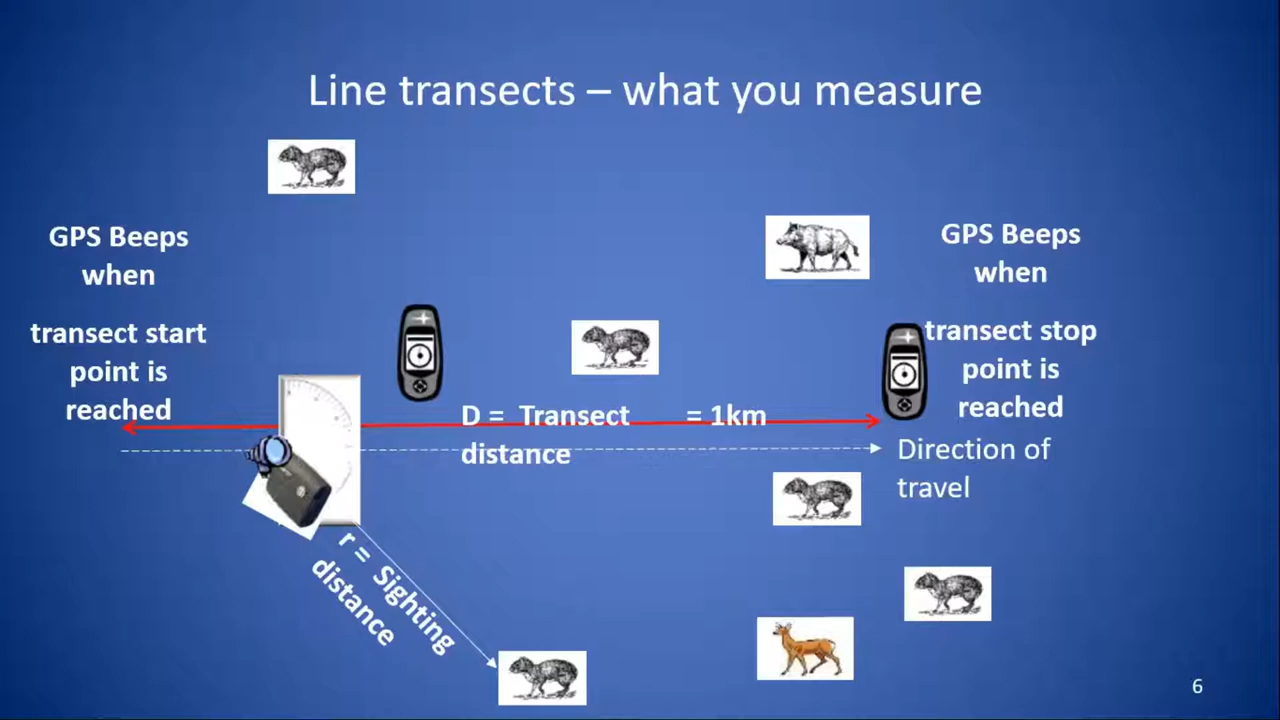 Line transects – what you measure
GPS Beeps
when
transect start
point is
reached
GPS Beeps
when
transect stop
point is
reached
D = Transect = 1km
distance
Direction of
travel
r = Sighting
distance
6